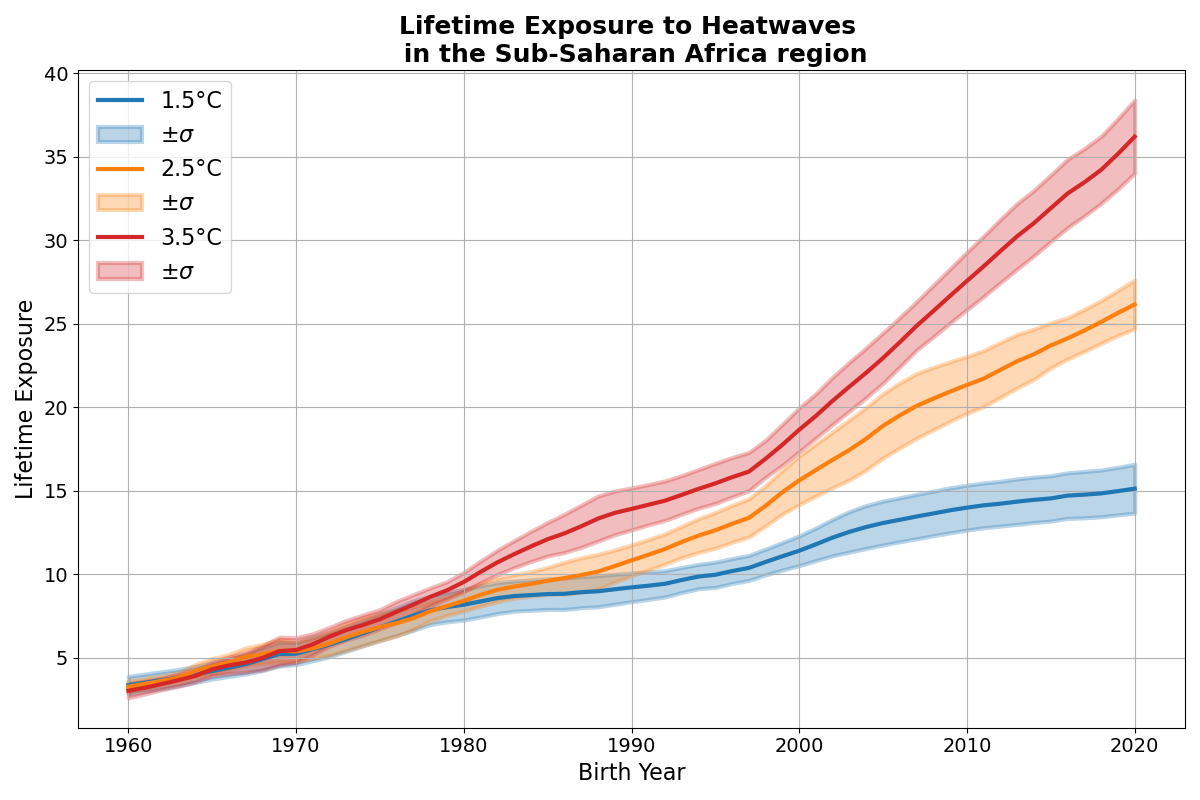 Lifetime Exposure to Heatwaves
in the Sub-Saharan Africa region
40
35
30
25
20
15
10
5
Lifetime Exposure
1.5°C
±σ
2.5°C
±σ
3.5°C
±σ
1960 1970 1980 1990 2000 2010 2020
Birth Year